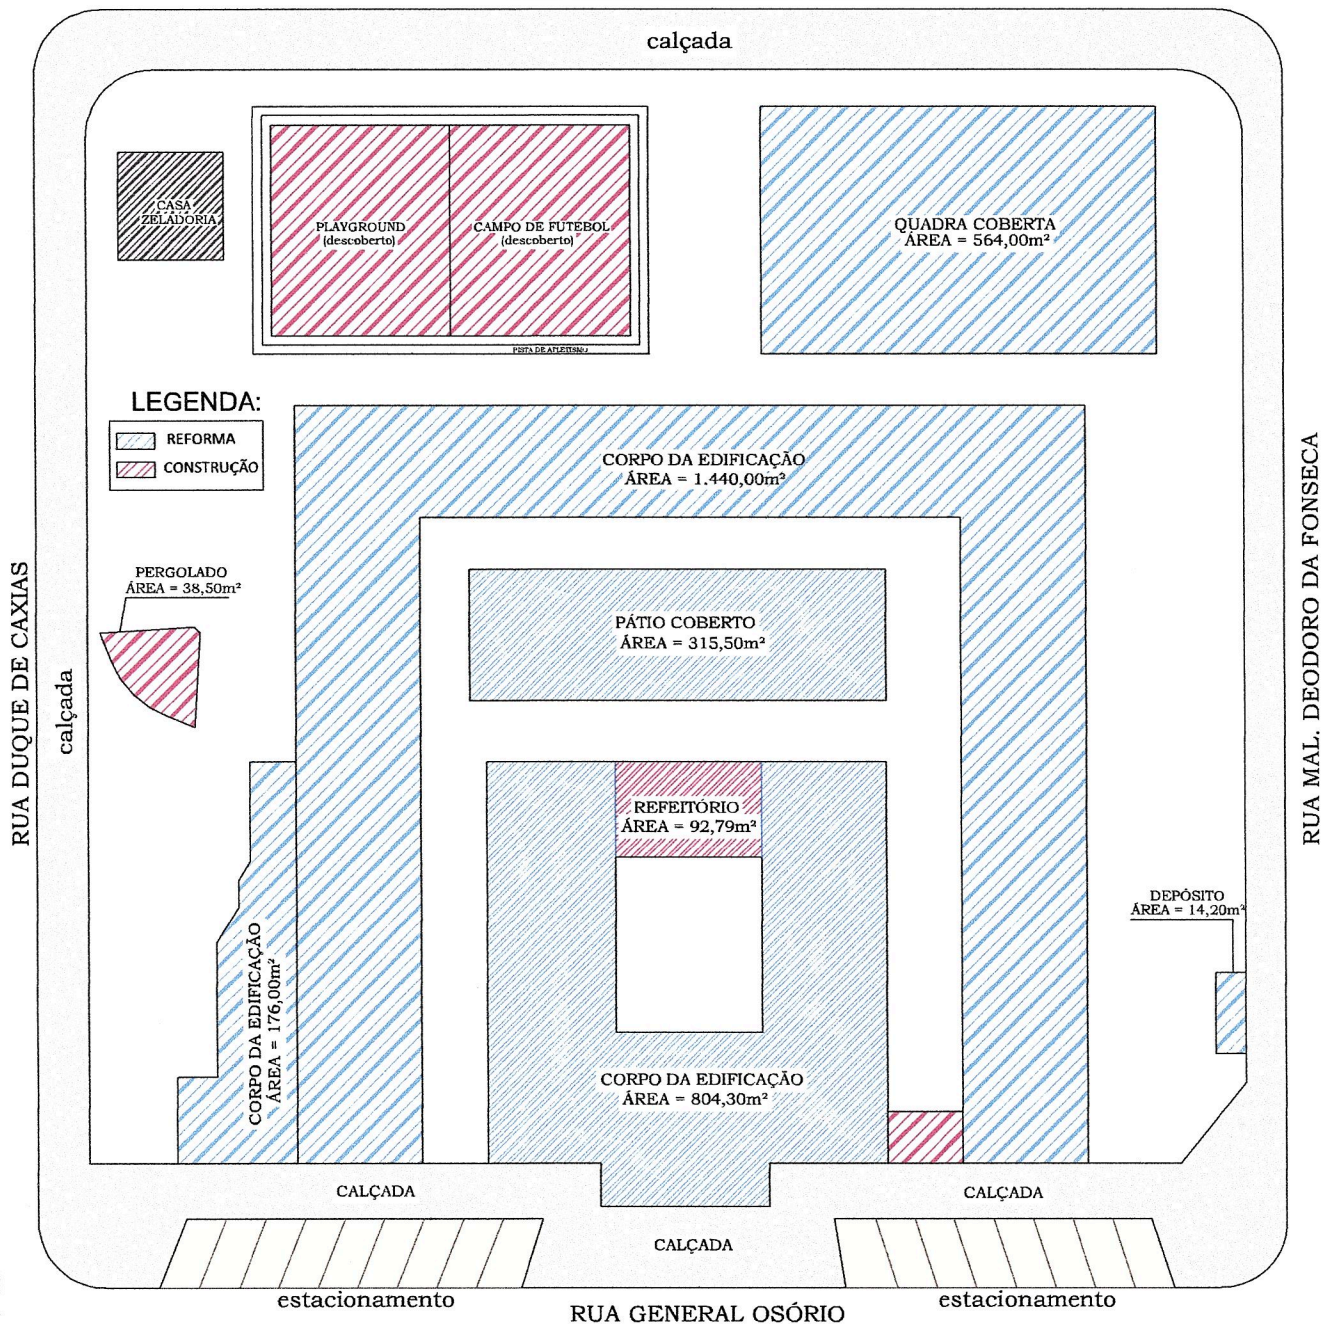 calçada
CASA
ZELADORIA
PLAYGROUND
(descoberto)
CAMPO DE FUTEBOL
(descoberto)
PISTA DE ATLETISMO
QUADRA COBERTA
ÁREA = 564,00m²
LEGENDA:
REFORMA
CONSTRUÇÃO
CORPO DA EDIFICAÇÃO
ÁREA = 1.440,00m²
PERGOLADO
ÁREA = 38,50m²
PÁTIO COBERTO
ÁREA = 315,50m²
RUA DUQUE DE CAXIAS
calçada
RUA MAL. DEODORO DA FONSECA
REFEITÓRIO
ÁREA = 92,79m²
DEPÓSITO
ÁREA = 14,20m²
CORPO DA EDIFICAÇÃO
ÁREA = 176,00m²
CORPO DA EDIFICAÇÃO
ÁREA = 804,30m²
CALÇADA
CALÇADA
CALÇADA
estacionamento
estacionamento
RUA GENERAL OSÓRIO